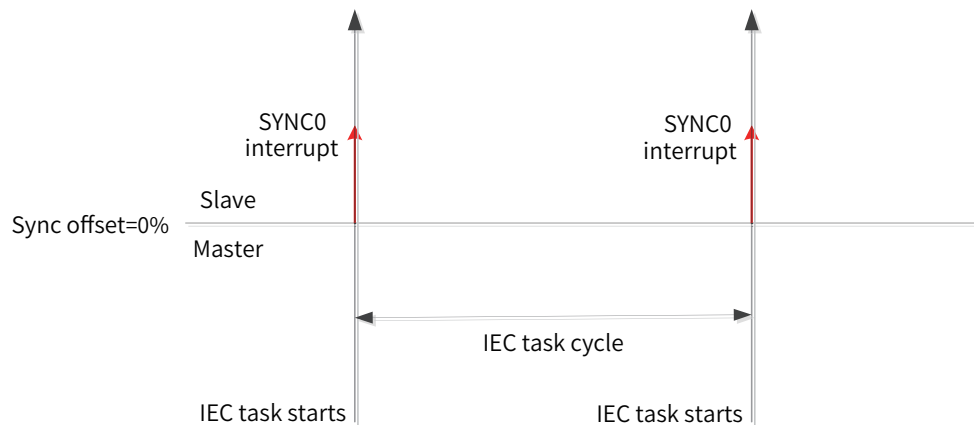 SYNC0
interrupt
SYNC0
interrupt
Slave
Sync offset=0%
Master
IEC task cycle
IEC task starts
IEC task starts